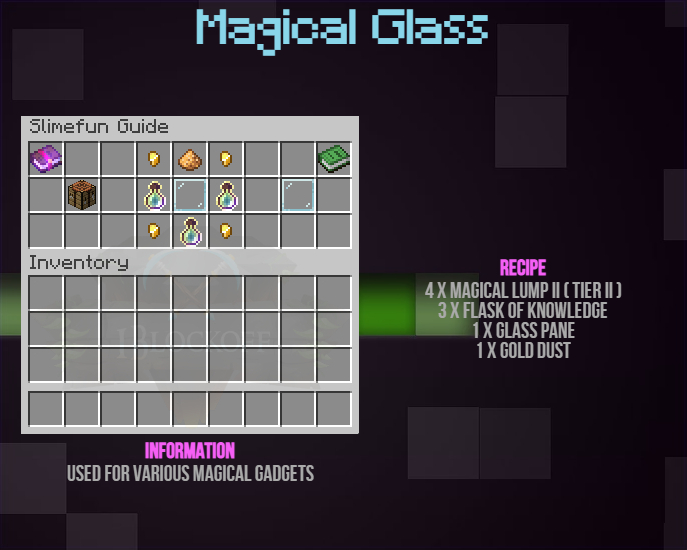 Magical Glass
Slimefun Guide
Inventory
IBLOCKOFF
RECIPE
4 X MAGICAL LUMP II ( TIER II )
3 X FLASK OF KNOWLEDGE
1 X GLASS PANE
1 X GOLD DUST
INFORMATION
USED FOR VARIOUS MAGICAL GADGETS